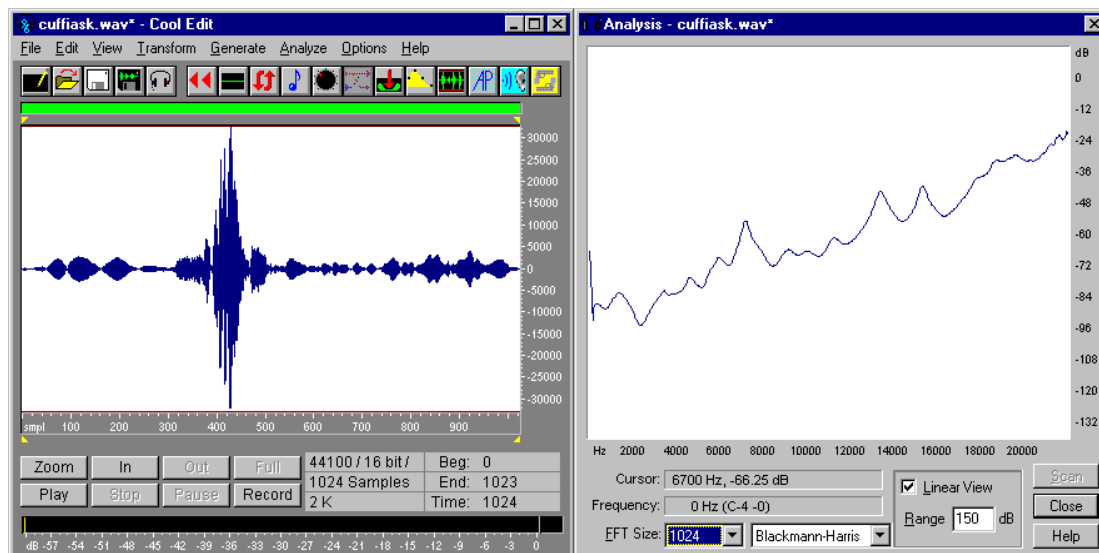 cuffiask.wav* - Cool Edit
File Edit View Transform Generate Analyze Options Help
AP
30000
25000
20000
15000
10000
5000
0
-5000
-10000
-15000
-20000
-25000
-30000
smpl 100 200 300 400 500 600 700 800 900
Zoom In Out Full
Play Stop Pause Record
44100 / 16 bit /
1024 Samples
2 K
Beg: 0
End: 1023
Time: 1024
dB -57 -54 -51 -48 -45 -42 -39 -36 -33 -30 -27 -24 -21 -18 -15 -12 -9 -6 -3 0
Analysis - cuffiask.wav*
dB
0
-12
-24
-36
-48
-60
-72
-84
-96
-108
-120
-132
Hz 2000 4000 6000 8000 10000 12000 14000 16000 18000 20000
Cursor: 6700 Hz, -66.25 dB
Frequency: 0 Hz (C-4 -0)
FFT Size: 1024 Blackmann-Harris
Linear View
Range 150 dB
Scan
Close
Help